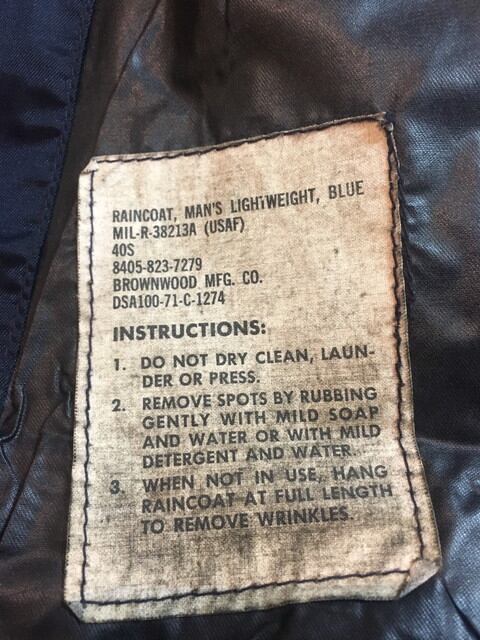 RAINCOAT, MAN'S LIGHTWEIGHT, BLUE
MIL-R-38213A (USAF)
40S
8405-823-7279
BROWNWOOD MFG. CO.
DSA100-71-C-1274
INSTRUCTIONS:
1. DO NOT DRY CLEAN, LAUN-
DER OR PRESS.
2. REMOVE SPOTS BY RUBBING
GENTLY WITH MILD SOAP
AND WATER OR WITH MILD
DETERGENT AND WATER.
3. WHEN NOT IN USE, HANG
RAINCOAT AT FULL LENGTH
TO REMOVE WRINKLES.